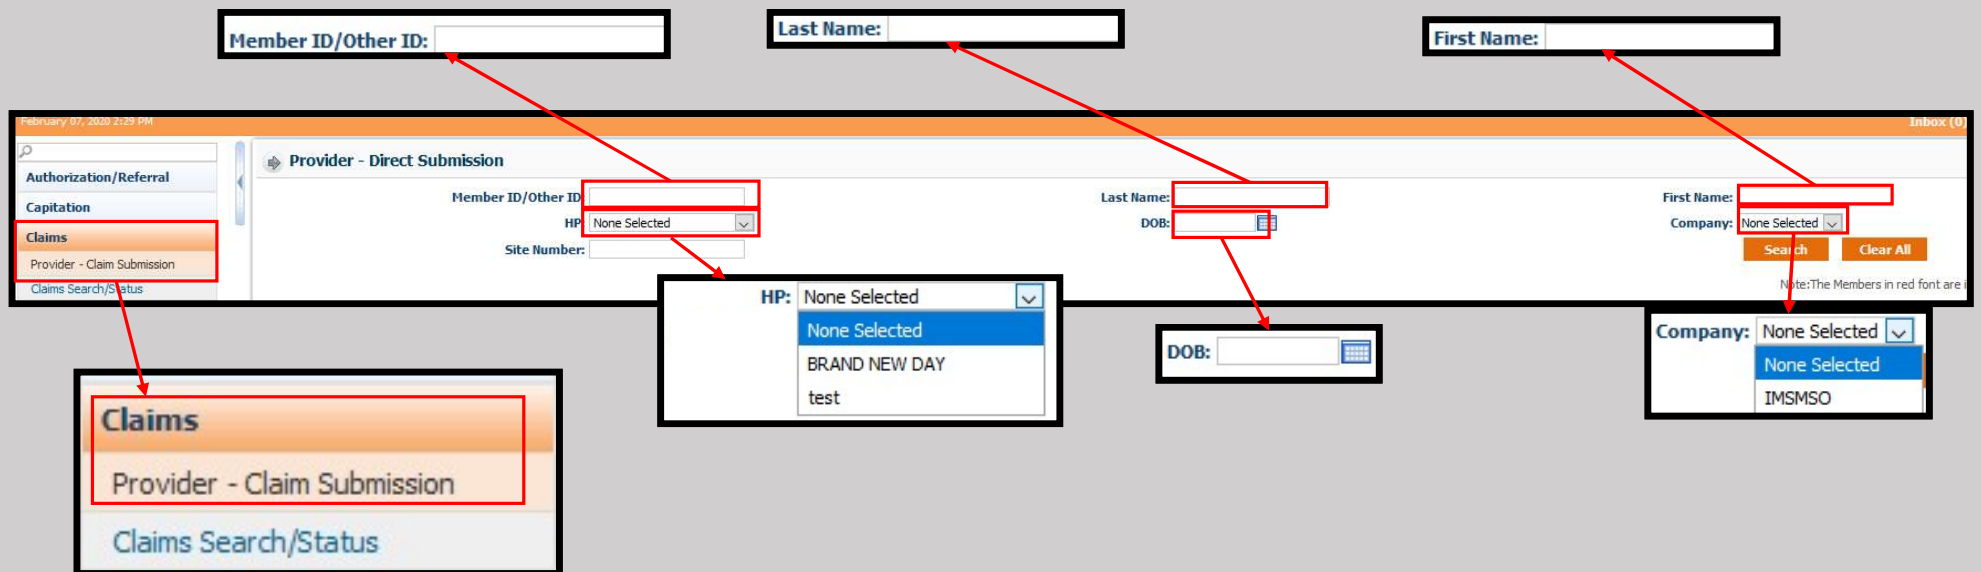 Member ID/Other ID:
Last Name:
First Name:
February 07, 2020 2:29 PM
Inbox (0)
Authorization/Referral
Capitation
Claims
Provider - Claim Submission
Claims Search/Status
Provider - Direct Submission
Member ID/Other ID
Last Name:
First Name:
HP: None Selected
DOB:
Company: None Selected
Site Number:
Search Clear All
Note:The Members in red font are i
HP: None Selected
None Selected
BRAND NEW DAY
test
DOB:
Company: None Selected
None Selected
IMSMSO
Claims
Provider - Claim Submission
Claims Search/Status